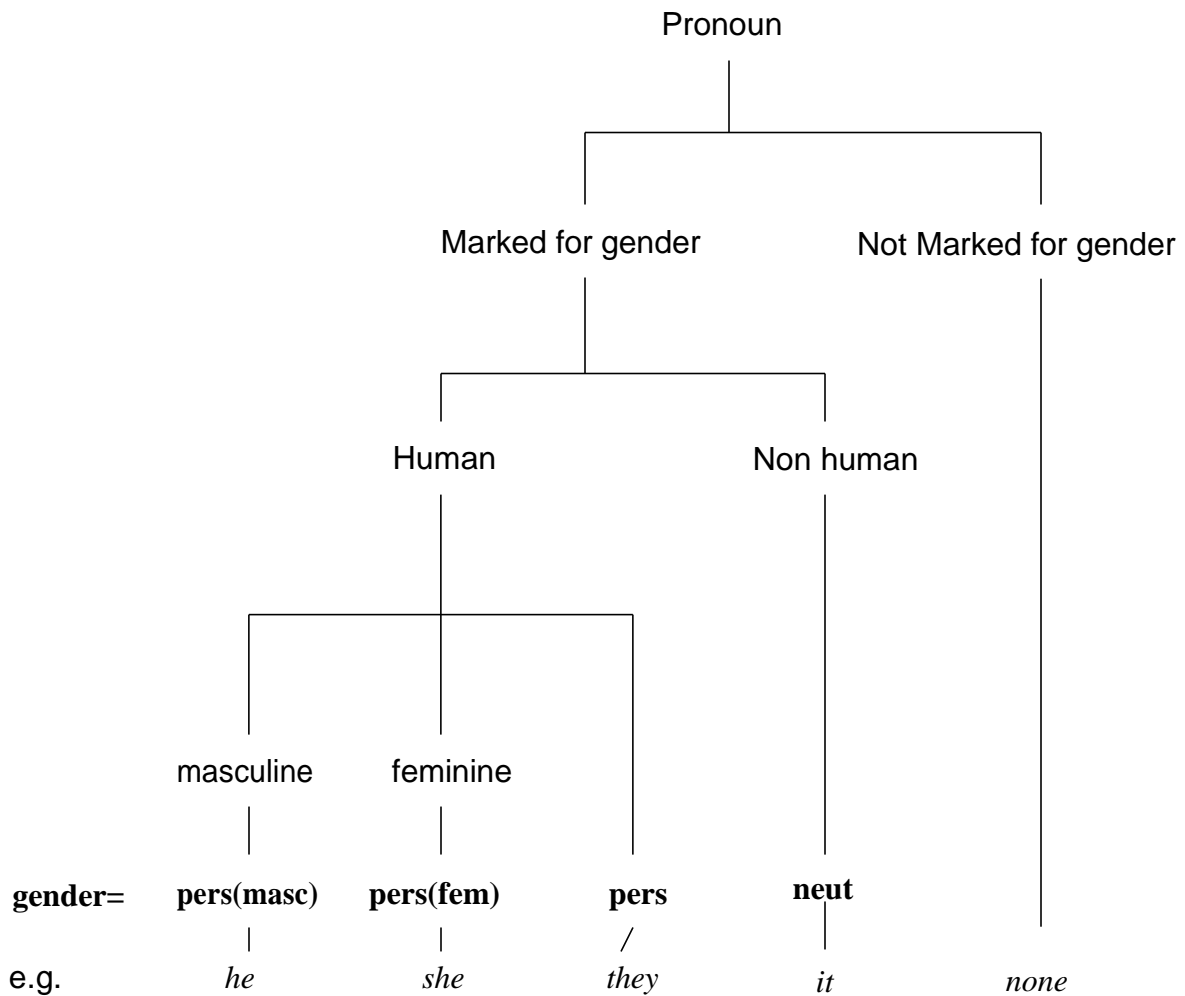 Pronoun
Marked for gender Not Marked for gender
Human Non human
masculine feminine
gender= pers(masc) pers(fem) pers neut
e.g. he she they it none